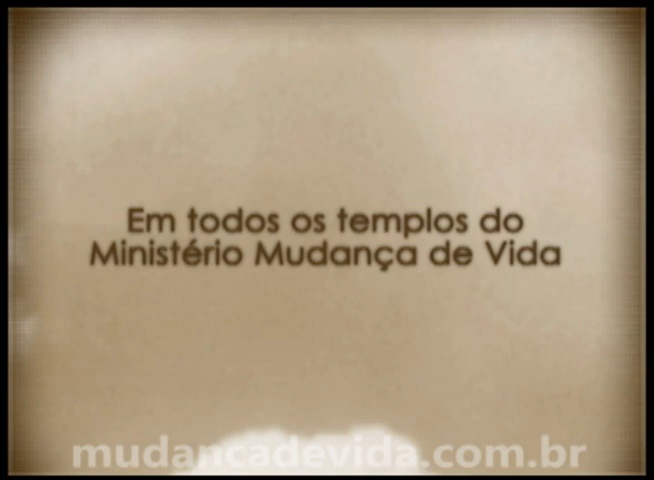 Em todos os templos do
Ministério Mudança de Vida
mudancadevida.com.br